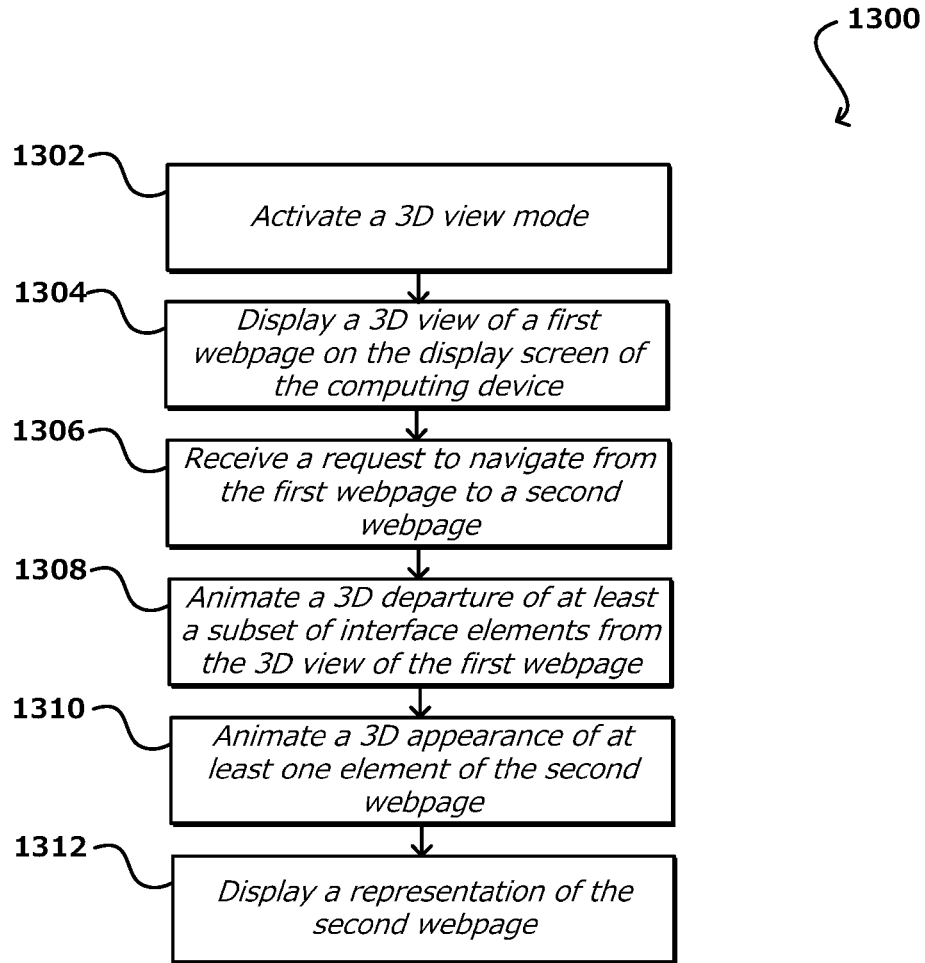 1300
1302
Activate a 3D view mode
1304
Display a 3D view of a first
webpage on the display screen of
the computing device
1306
Receive a request to navigate from
the first webpage to a second
webpage
1308
Animate a 3D departure of at least
a subset of interface elements from
the 3D view of the first webpage
1310
Animate a 3D appearance of at
least one element of the second
webpage
1312
Display a representation of the
second webpage